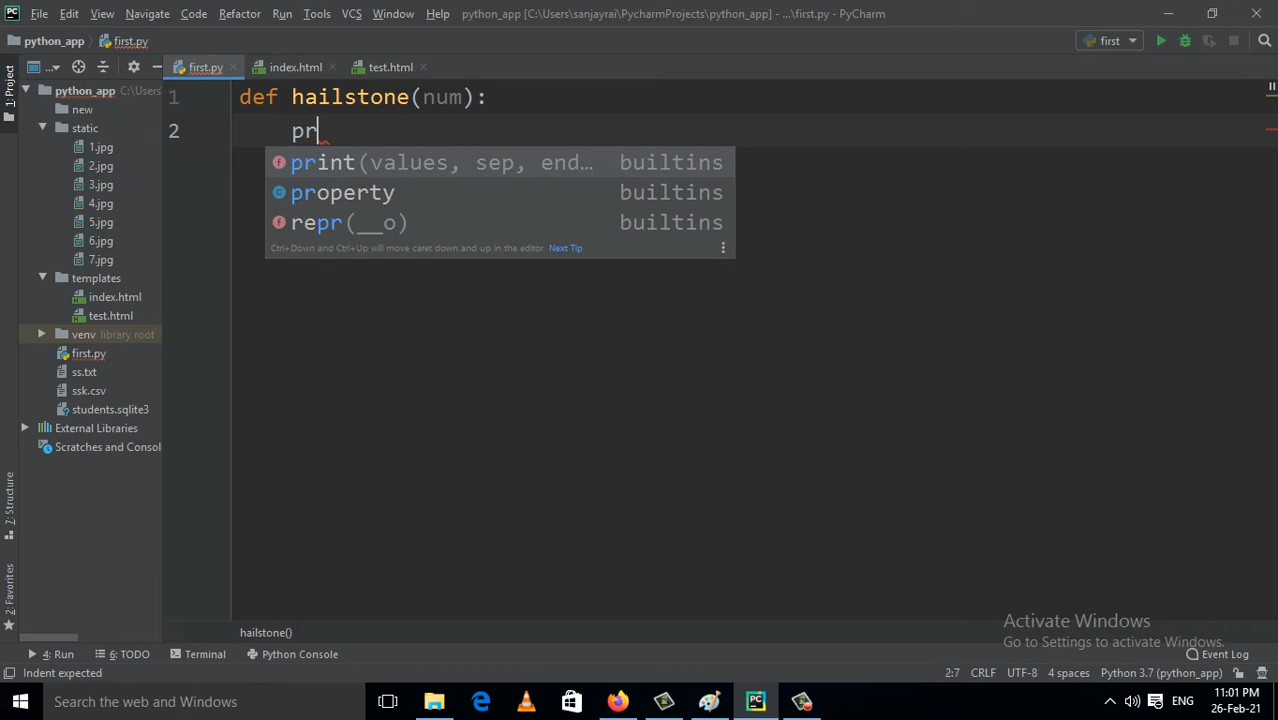 File Edit View Navigate Code Refactor Run Tools VCS Window Help python_app [C:\Users\sanjayrai\PycharmProjects\python_app] - ...\first.py - PyCharm
python_app first.py first
... first.py index.html test.html
1: Project
python_app C:\Users
new
static
1.jpg
2.jpg
3.jpg
4.jpg
5.jpg
6.jpg
7.jpg
templates
index.html
test.html
venv library root
first.py
ss.txt
ssk.csv
students.sqlite3
External Libraries
Scratches and Consol
7: Structure
2: Favorites
1 def hailstone(num):
2 pr
print(values, sep, end... builtins
property builtins
repr(__o) builtins
Ctrl+Down and Ctrl+Up will move caret down and up in the editor Next Tip
hailstone()
Activate Windows
Go to Settings to activate Windows.
4: Run 6: TODO Terminal Python Console Event Log
Indent expected 2:7 CRLF UTF-8 4 spaces Python 3.7 (python_app)
Search the web and Windows
ENG
11:01 PM
26-Feb-21